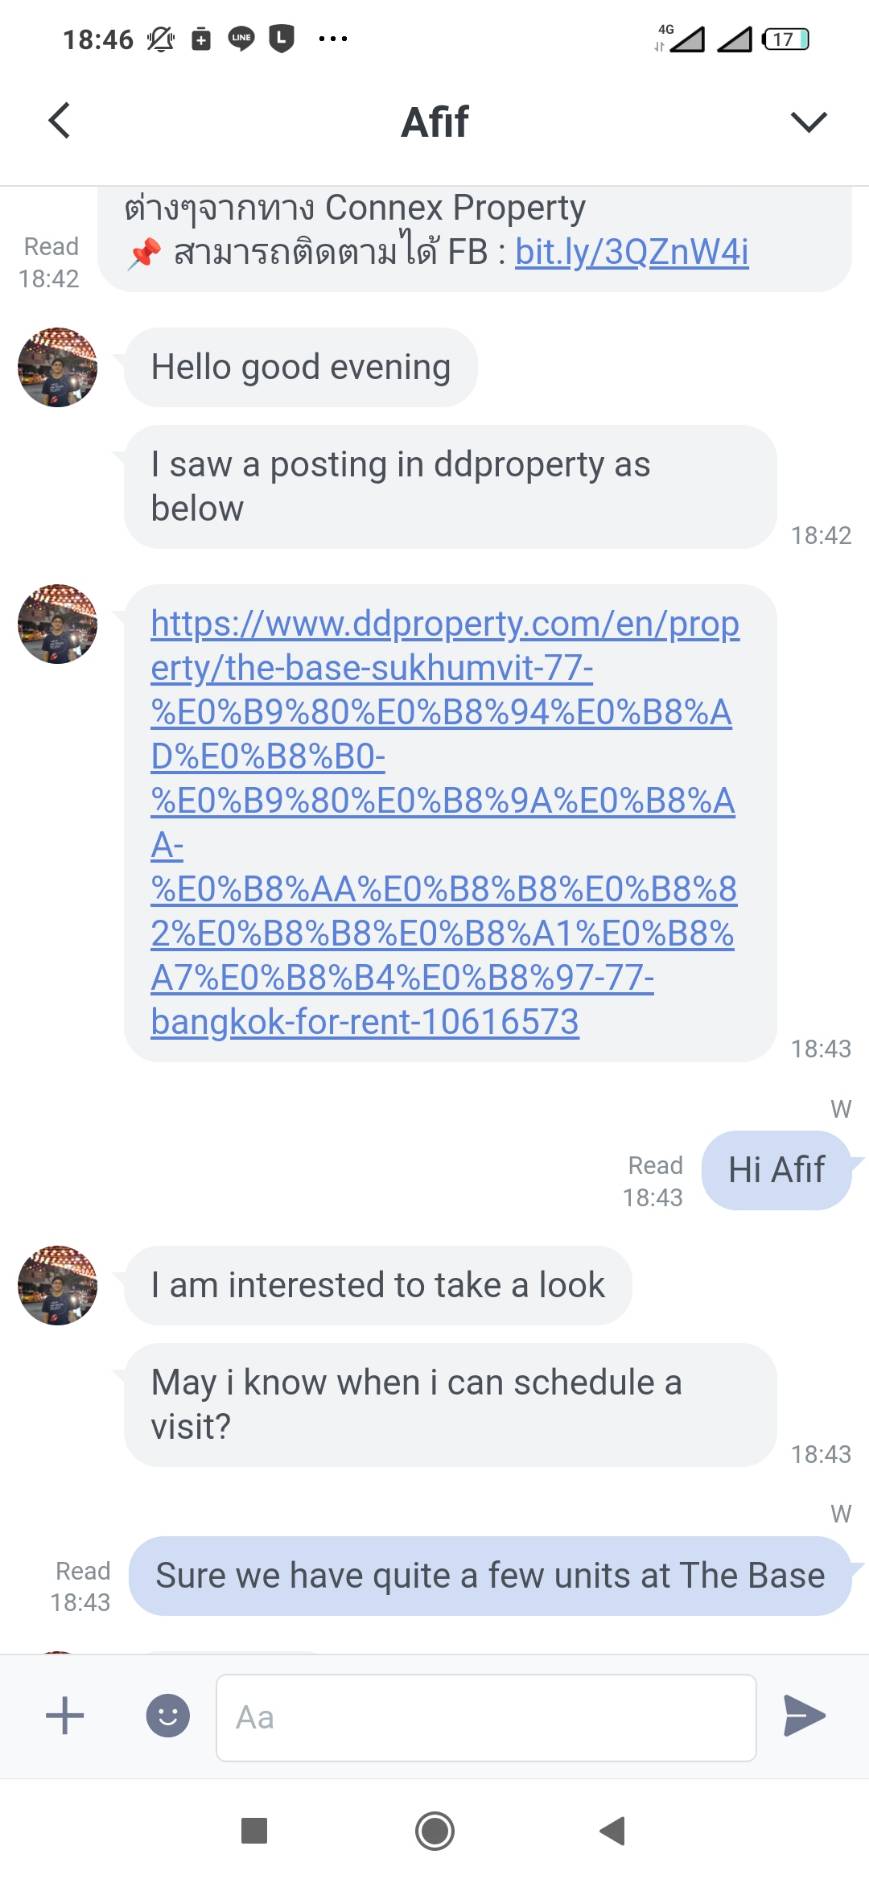 18:46
LINE
L
4G
17
Afif
ต่างๆจากทาง Connex Property
📌 สามารถติดตามได้ FB : bit.ly/3QZnW4i
Read
18:42
Hello good evening
I saw a posting in ddproperty as
below
18:42
https://www.ddproperty.com/en/prop
erty/the-base-sukhumvit-77-
%E0%B9%80%E0%B8%94%E0%B8%A
D%E0%B8%B0-
%E0%B9%80%E0%B8%9A%E0%B8%A
A-
%E0%B8%AA%E0%B8%B8%E0%B8%8
2%E0%B8%B8%E0%B8%A1%E0%B8%
A7%E0%B8%B4%E0%B8%97-77-
bangkok-for-rent-10616573
18:43
W
Read
18:43
Hi Afif
I am interested to take a look
May i know when i can schedule a
visit?
18:43
W
Read
18:43
Sure we have quite a few units at The Base
Aa